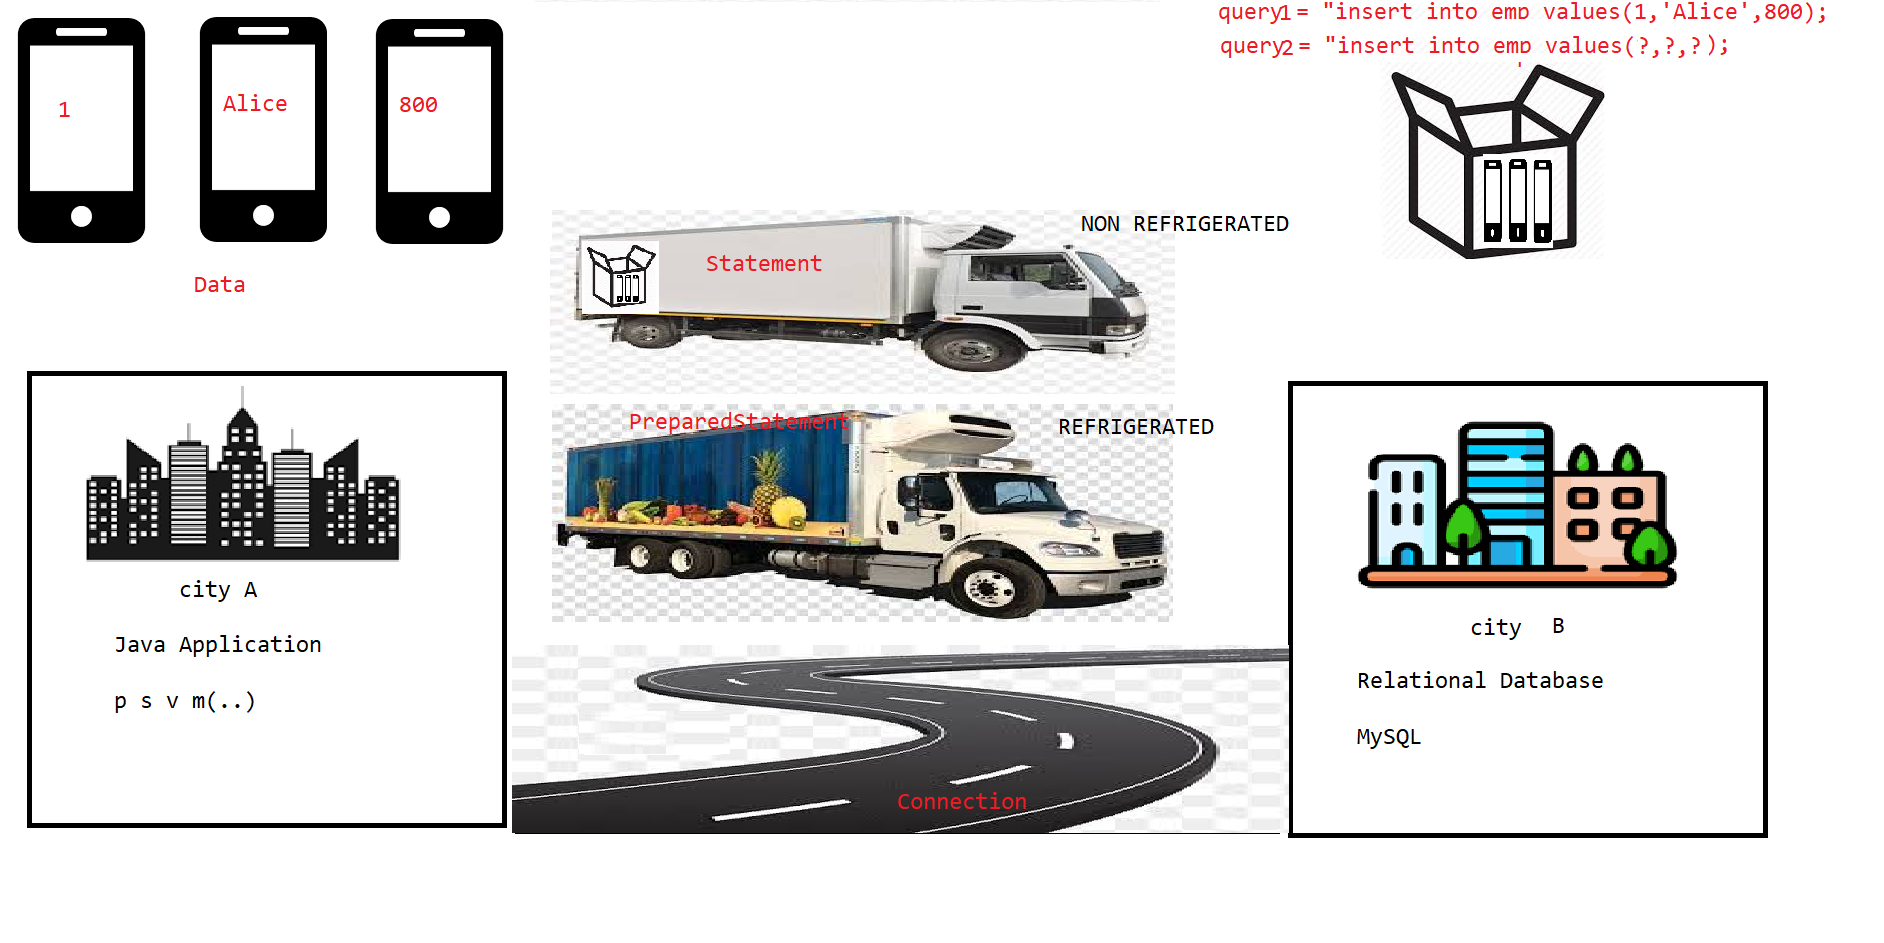 query1 = "insert into emp values(1,'Alice',800);
query2 = "insert into emp values(?,?,?);
1
Alice
800
Data
NON REFRIGERATED
Statement
PreparedStatement
REFRIGERATED
city A
Java Application
p s v m(..)
city B
Relational Database
MySQL
Connection